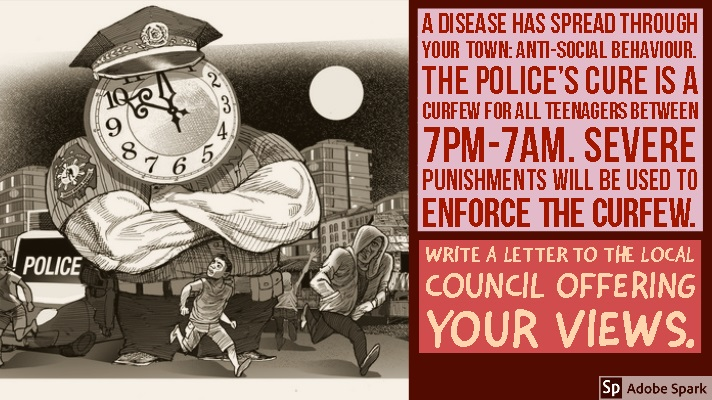 A DISEASE HAS SPREAD THROUGH
YOUR TOWN: ANTI-SOCIAL BEHAVIOUR.
THE POLICE'S CURE IS A
CURFEW FOR ALL TEENAGERS BETWEEN
7PM-7AM. SEVERE
PUNISHMENTS WILL BE USED TO
ENFORCE THE CURFEW.
WRITE A LETTER TO THE LOCAL
COUNCIL OFFERING
YOUR VIEWS.
12
10
2
9
3
8
4
7
6
5
POLICE
Sp Adobe Spark